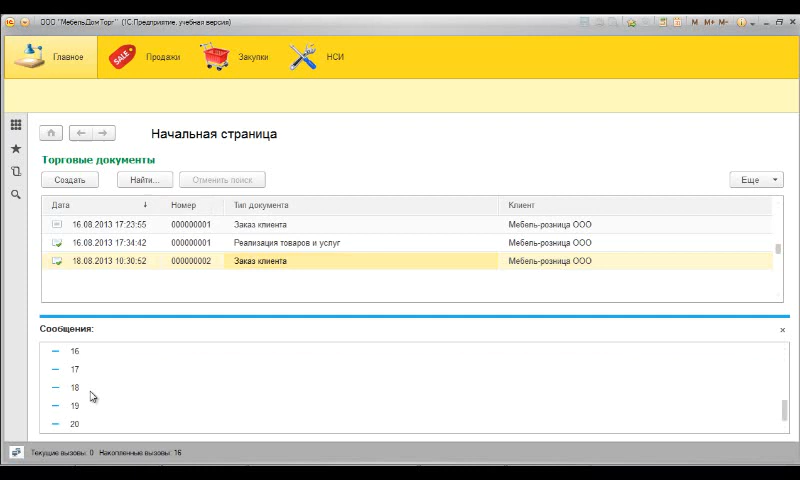 ООО "МебельДомТорг" (1С:Предприятие, учебная версия)
M M+ M-
Главное
SALE
Продажи
Закупки
НСИ
Начальная страница
Торговые документы
Создать Найти... Отменить поиск Еще
Дата Номер Тип документа Клиент
16.08.2013 17:23:55 000000001 Заказ клиента Мебель-розница ООО
16.08.2013 17:34:42 000000001 Реализация товаров и услуг Мебель-розница ООО
18.08.2013 10:30:52 000000002 Заказ клиента Мебель-розница ООО
Сообщения:
16
17
18
19
20
Текущие вызовы: 0 Накопленные вызовы: 16